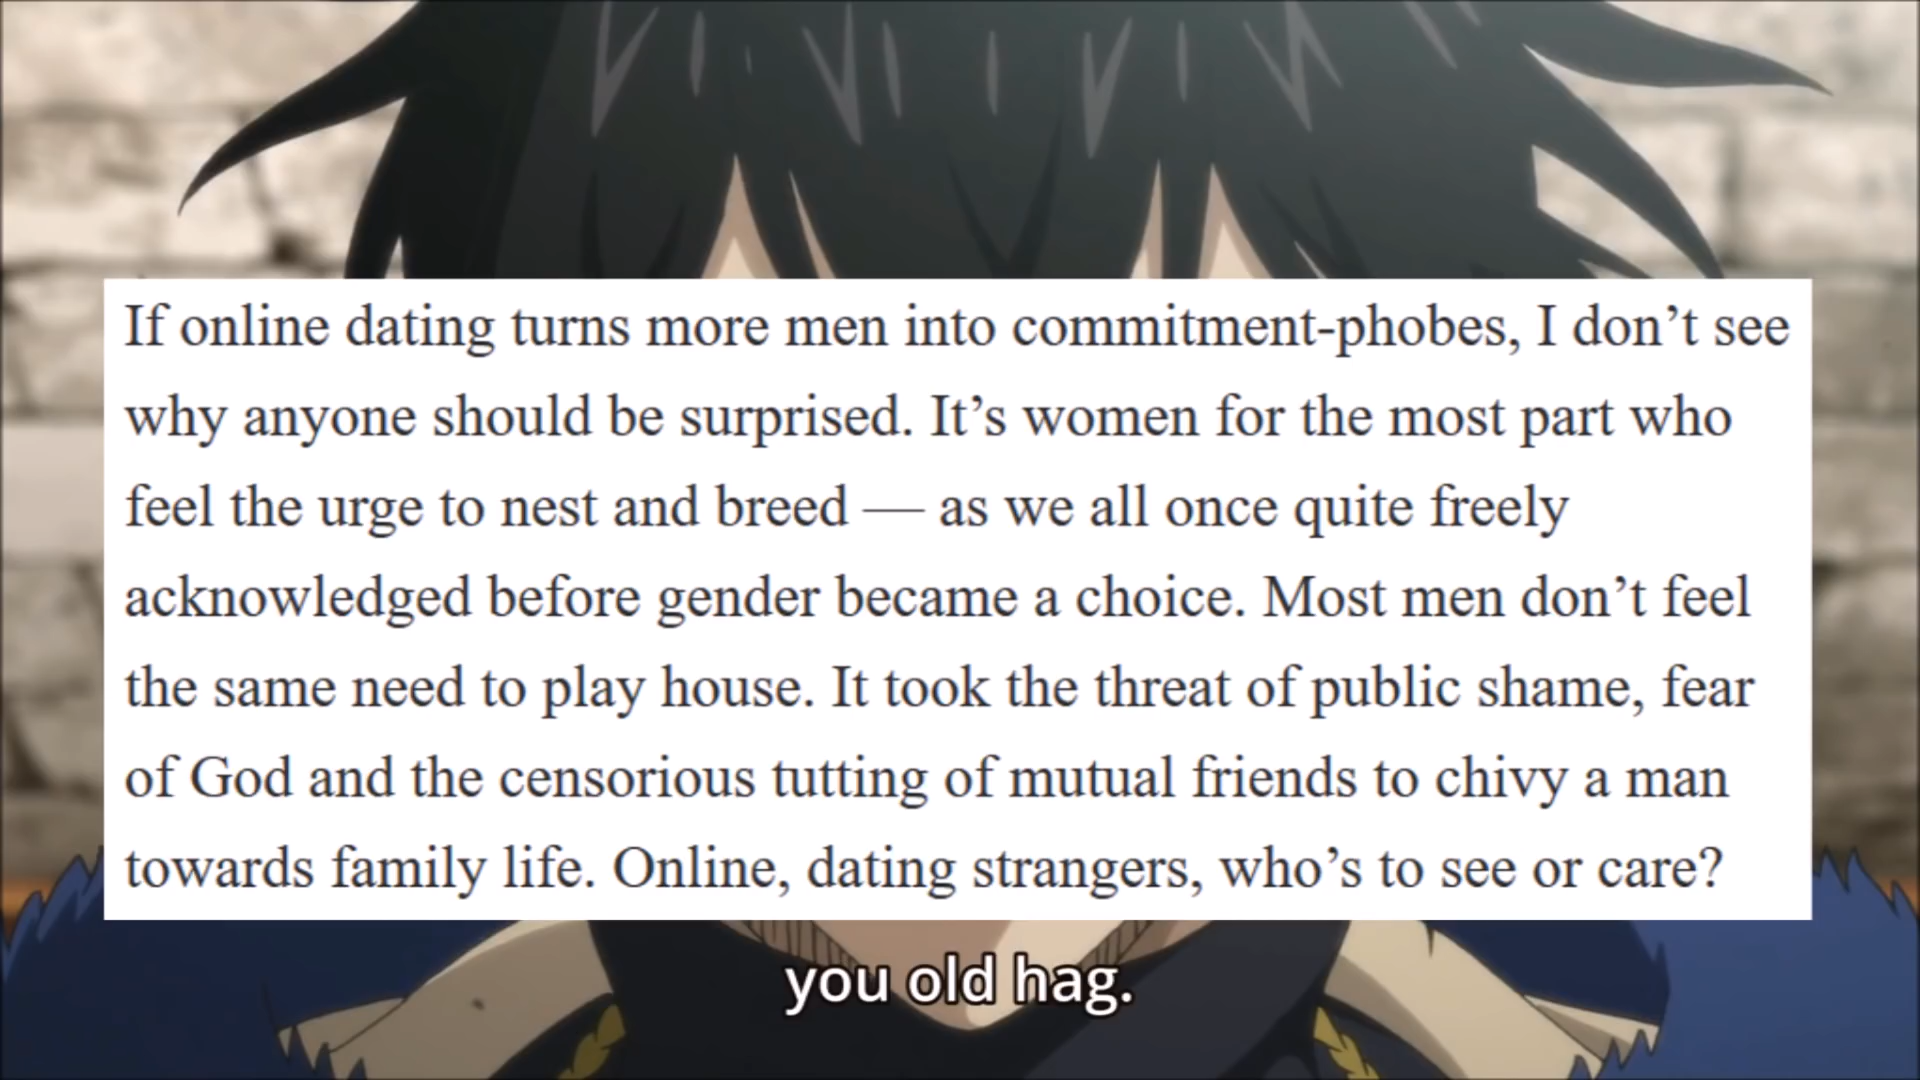 If online dating turns more men into commitment-phobes, I don’t see
why anyone should be surprised. It’s women for the most part who
feel the urge to nest and breed — as we all once quite freely
acknowledged before gender became a choice. Most men don’t feel
the same need to play house. It took the threat of public shame, fear
of God and the censorious tutting of mutual friends to chivy a man
towards family life. Online, dating strangers, who’s to see or care?
you old hag.